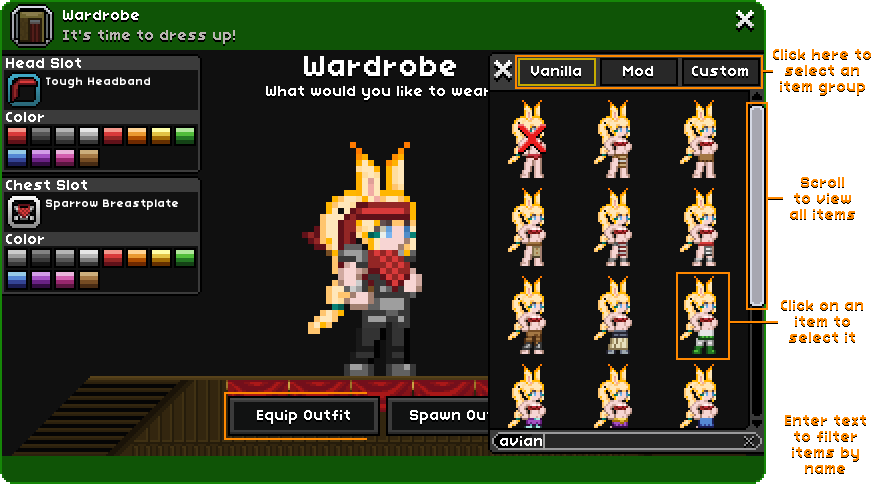 Wardrobe
It's time to dress up!
Head Slot
Tough Headband
Color
Chest Slot
Sparrow Breastplate
Color
Wardrobe
What would you like to wear
Equip Outfit
Spawn Out
Vanilla
Mod
Custom
avian
Click here to
select an
item group
Scroll
to view
all items
Click on an
item to
select it
Enter text
to filter
items by
name